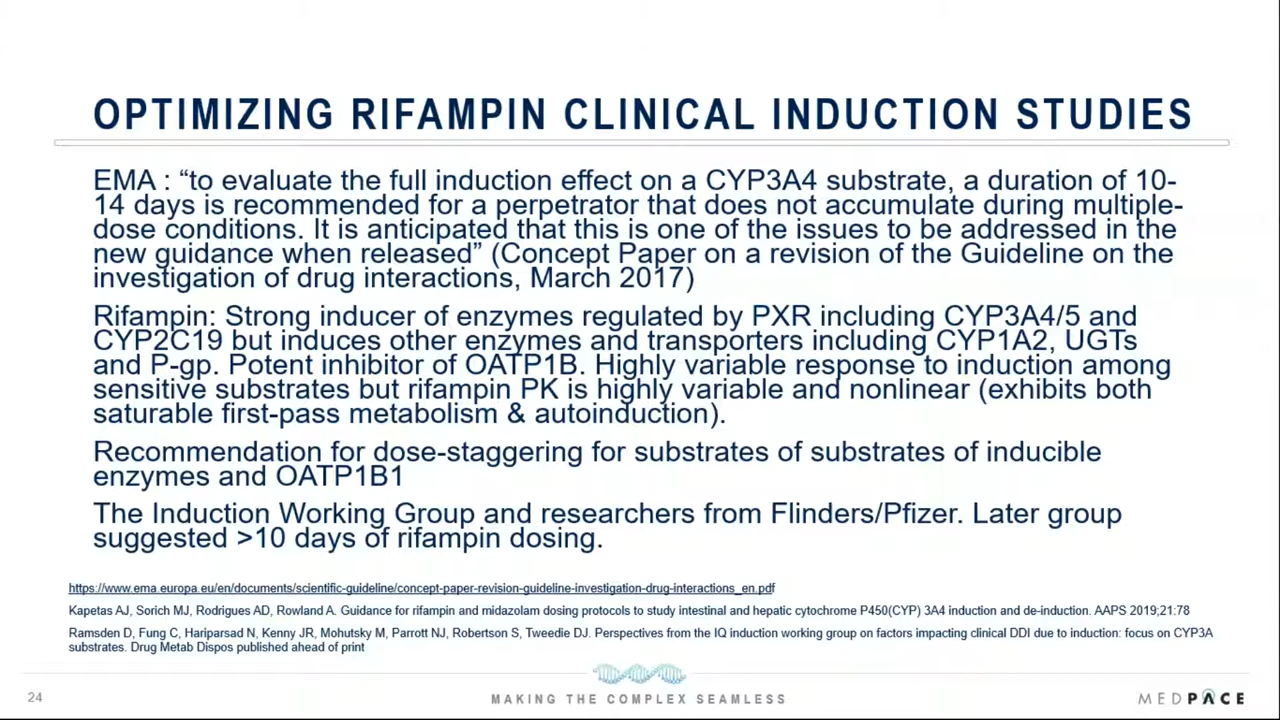 OPTIMIZING RIFAMPIN CLINICAL INDUCTION STUDIES
EMA : “to evaluate the full induction effect on a CYP3A4 substrate, a duration of 10-
14 days is recommended for a perpetrator that does not accumulate during multiple-
dose conditions. It is anticipated that this is one of the issues to be addressed in the
new guidance when released” (Concept Paper on a revision of the Guideline on the
investigation of drug interactions, March 2017)
Rifampin: Strong inducer of enzymes regulated by PXR including CYP3A4/5 and
CYP2C19 but induces other enzymes and transporters including CYP1A2, UGTs
and P-gp. Potent inhibitor of OATP1B. Highly variable response to induction among
sensitive substrates but rifampin PK is highly variable and nonlinear (exhibits both
saturable first-pass metabolism & autoinduction).
Recommendation for dose-staggering for substrates of substrates of inducible
enzymes and OATP1B1
The Induction Working Group and researchers from Flinders/Pfizer. Later group
suggested >10 days of rifampin dosing.
https://www.ema.europa.eu/en/documents/scientific-guideline/concept-paper-revision-guideline-investigation-drug-interactions_en.pdf
Kapetas AJ, Sorich MJ, Rodrigues AD, Rowland A. Guidance for rifampin and midazolam dosing protocols to study intestinal and hepatic cytochrome P450(CYP) 3A4 induction and de-induction. AAPS 2019;21:78
Ramsden D, Fung C, Hariparsad N, Kenny JR, Mohutsky M, Parrott NJ, Robertson S, Tweedie DJ. Perspectives from the IQ induction working group on factors impacting clinical DDI due to induction: focus on CYP3A
substrates. Drug Metab Dispos published ahead of print
24
MAKING THE COMPLEX SEAMLESS
MEDPACE